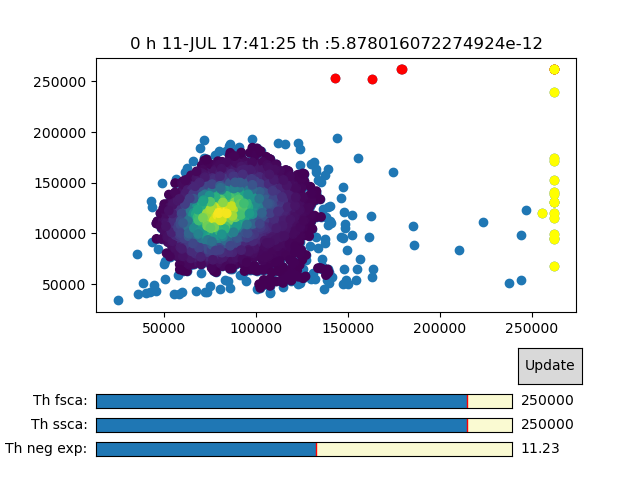 0 h 11-JUL 17:41:25 th :5.878016072274924e-12
250000
200000
150000
100000
50000
50000 100000 150000 200000 250000
Update
Th fsca: 250000
Th ssca: 250000
Th neg exp: 11.23